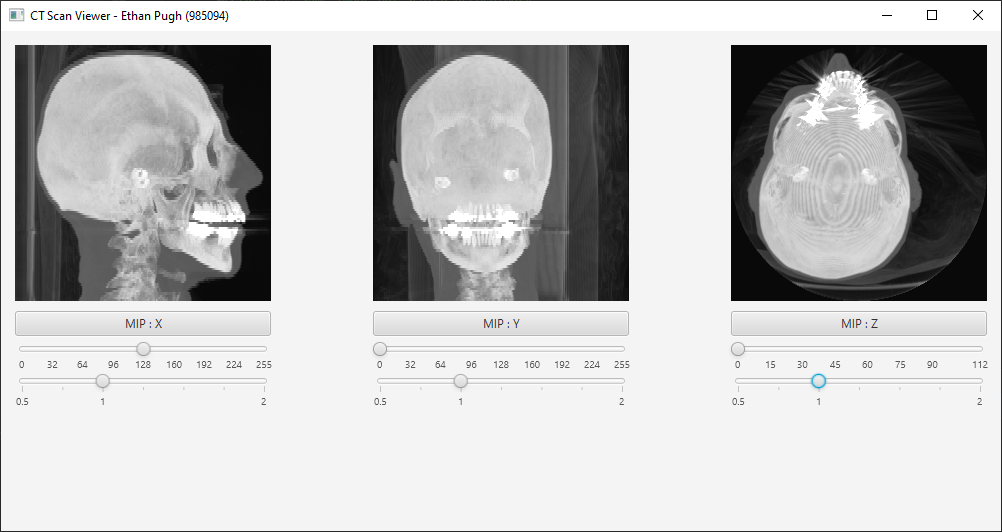 CT Scan Viewer - Ethan Pugh (985094)
MIP : X
MIP : Y
MIP : Z
0 32 64 96 128 160 192 224 255
0 32 64 96 128 160 192 224 255
0 15 30 45 60 75 90 112
0.5 1 2
0.5 1 2
0.5 1 2